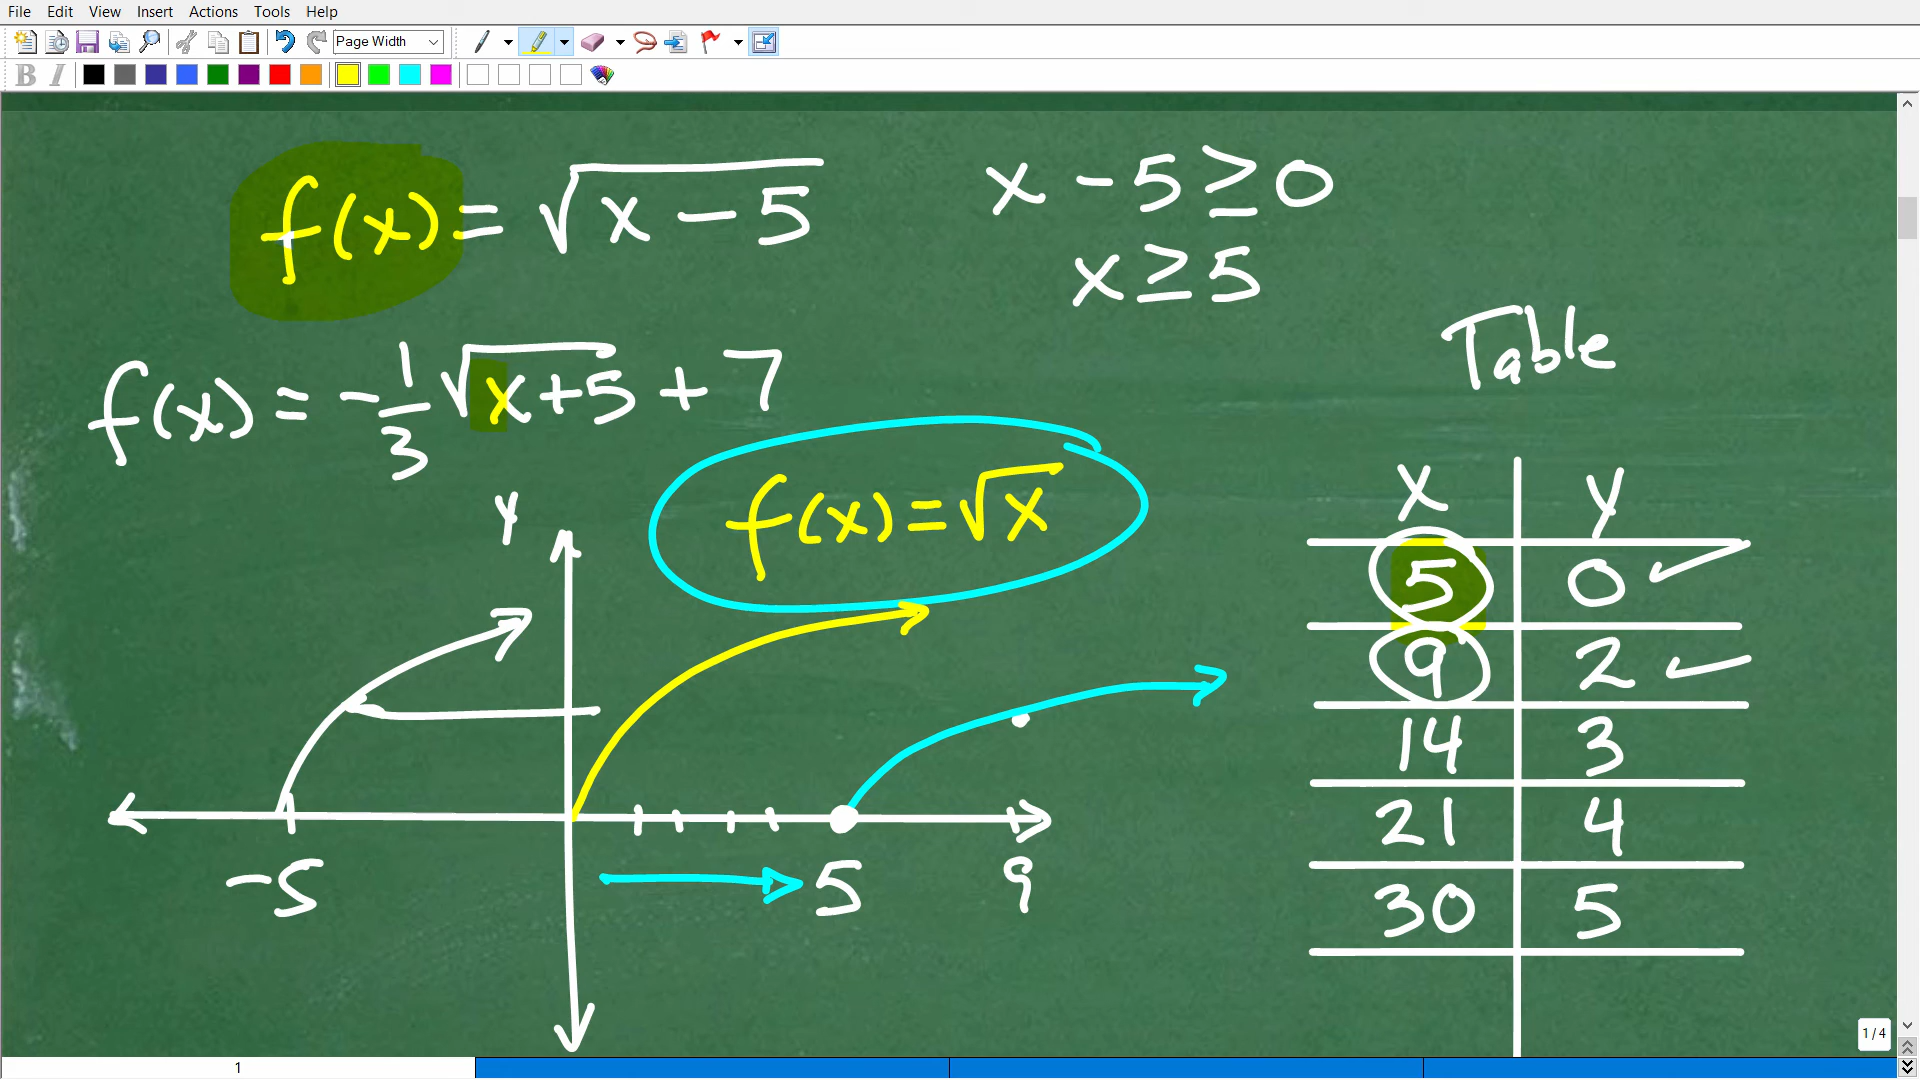 File Edit View Insert Actions Tools Help
Page Width
B I
f(x) = √(x - 5)
x - 5 ≥ 0
x ≥ 5
f(x) = -1/3 √(x+5) + 7
f(x) = √x
Y
-5
5
9
Table
X Y
5 0 ✓
9 2 ✓
14 3
21 4
30 5
1 / 4
1